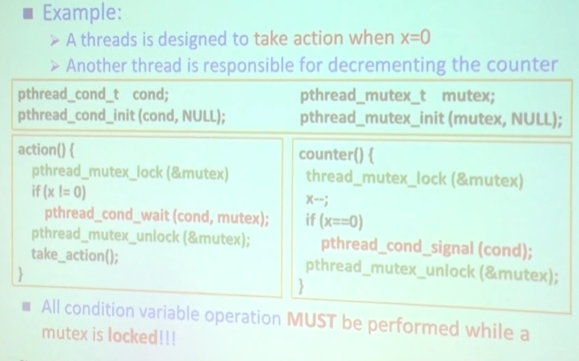 Example:
A threads is designed to take action when x=0
Another thread is responsible for decrementing the counter
pthread_cond_t cond;
pthread_cond_init (cond, NULL);
pthread_mutex_t mutex;
pthread_mutex_init (mutex, NULL);
action() {
pthread_mutex_lock (&mutex)
if (x != 0)
pthread_cond_wait (cond, mutex);
pthread_mutex_unlock (&mutex);
take_action();
}
counter() {
thread_mutex_lock (&mutex)
x--;
if (x==0)
pthread_cond_signal (cond);
pthread_mutex_unlock (&mutex);
}
All condition variable operation MUST be performed while a
mutex is locked!!!